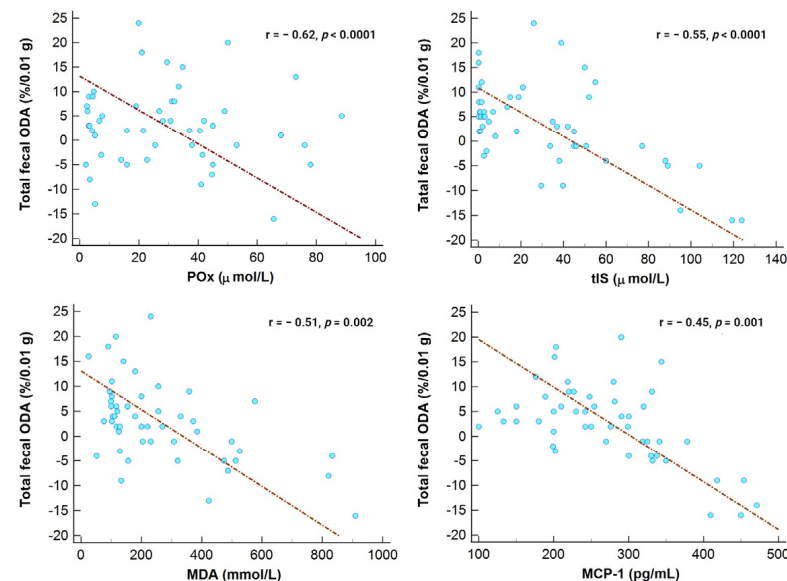 Total fecal ODA (%/0.01 g)
r = − 0.62, p < 0.0001
25
20
15
10
5
0
-5
-10
-15
-20
0 20 40 60 80 100
POx (μ mol/L)
Tatal fecal ODA (%/0.01 g)
r = − 0.55, p < 0.0001
25
20
15
10
5
0
-5
-10
-15
-20
0 20 40 60 80 100 120 140
tIS (μ mol/L)
Total fecal ODA (%/0.01 g)
r = − 0.51, p = 0.002
25
20
15
10
5
0
-5
-10
-15
-20
0 200 400 600 800 1000
MDA (mmol/L)
Total fecal ODA (%/0.01 g)
r = − 0.45, p = 0.001
25
20
15
10
5
0
-5
-10
-15
-20
100 200 300 400 500
MCP-1 (pg/mL)